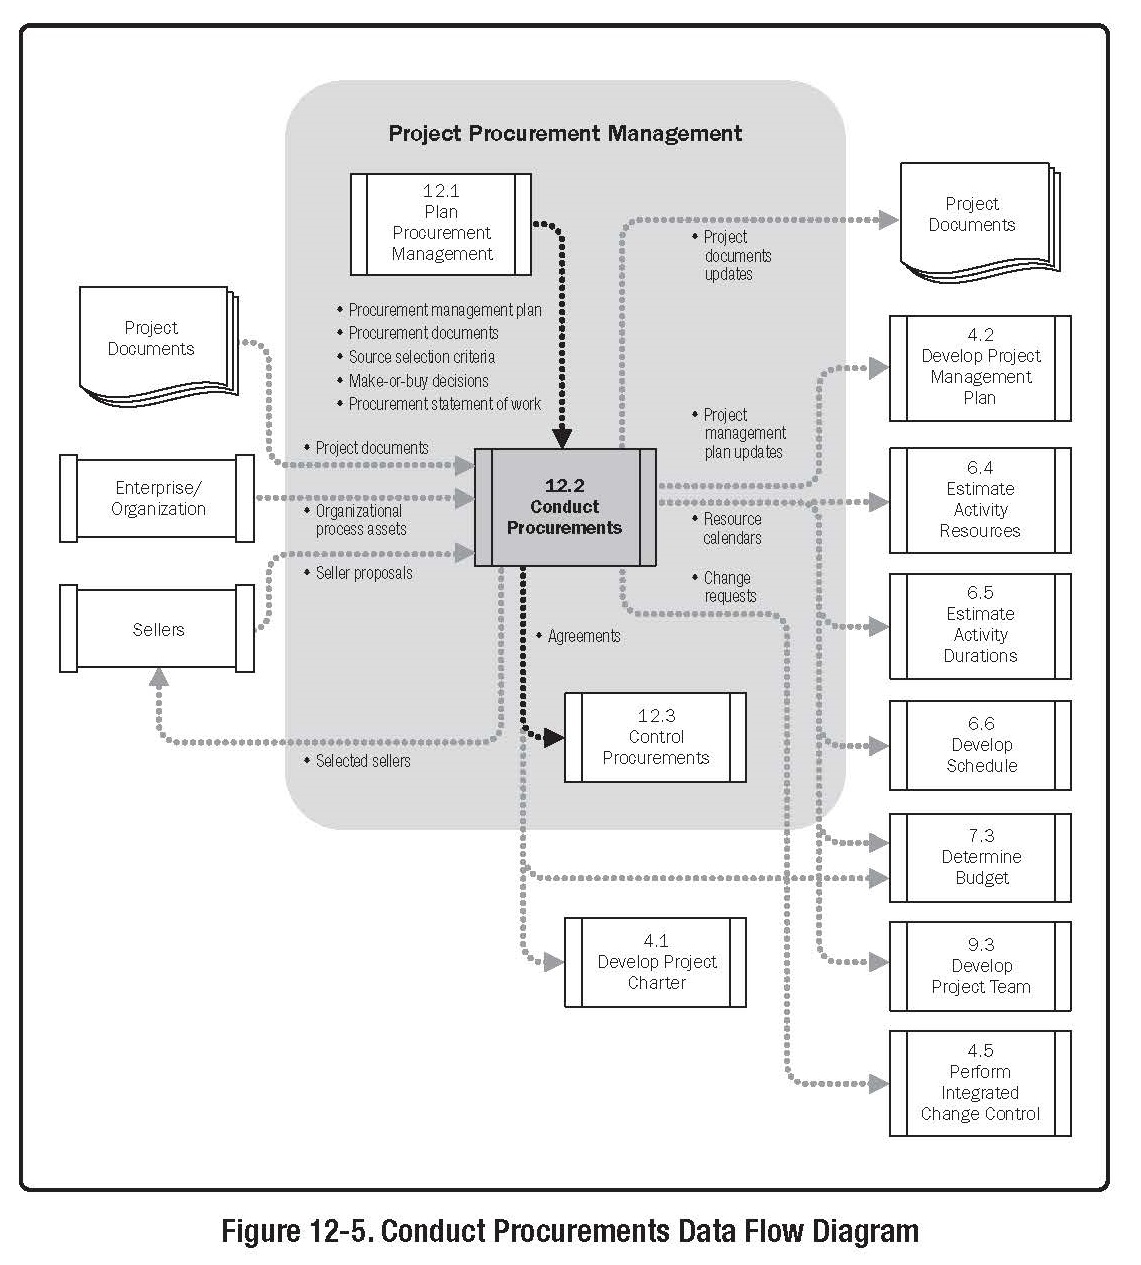 Project Procurement Management
12.1
Plan
Procurement
Management
• Procurement management plan
• Procurement documents
• Source selection criteria
• Make-or-buy decisions
• Procurement statement of work
Project
Documents
• Project documents
Enterprise/
Organization
• Organizational
process assets
Sellers
• Seller proposals
• Selected sellers
12.2
Conduct
Procurements
• Agreements
12.3
Control
Procurements
4.1
Develop Project
Charter
• Project
documents
updates
• Project
management
plan updates
• Resource
calendars
• Change
requests
Project
Documents
4.2
Develop Project
Management
Plan
6.4
Estimate
Activity
Resources
6.5
Estimate
Activity
Durations
6.6
Develop
Schedule
7.3
Determine
Budget
9.3
Develop
Project Team
4.5
Perform
Integrated
Change Control
Figure 12-5. Conduct Procurements Data Flow Diagram